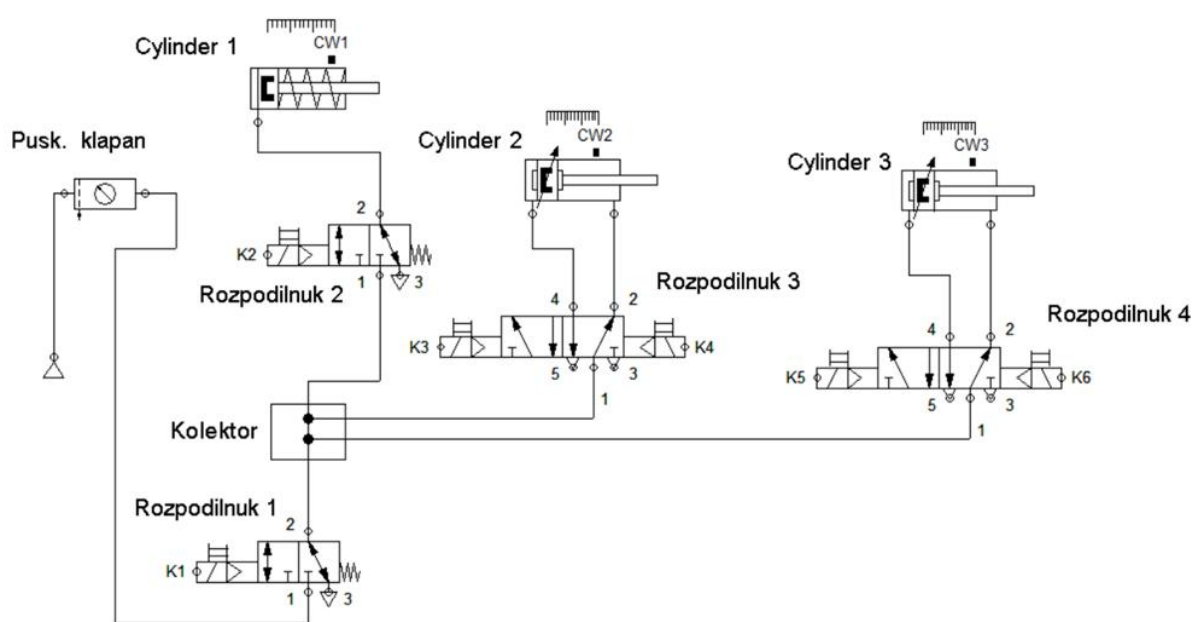 Cylinder 1
CW1
Pusk. klapan
Cylinder 2
CW2
Cylinder 3
CW3
2
K2
1
3
Rozpodilnuk 2
4
2
Rozpodilnuk 3
K3
K4
5
3
1
4
2
Rozpodilnuk 4
K5
K6
5
3
1
Kolektor
Rozpodilnuk 1
2
K1
1
3